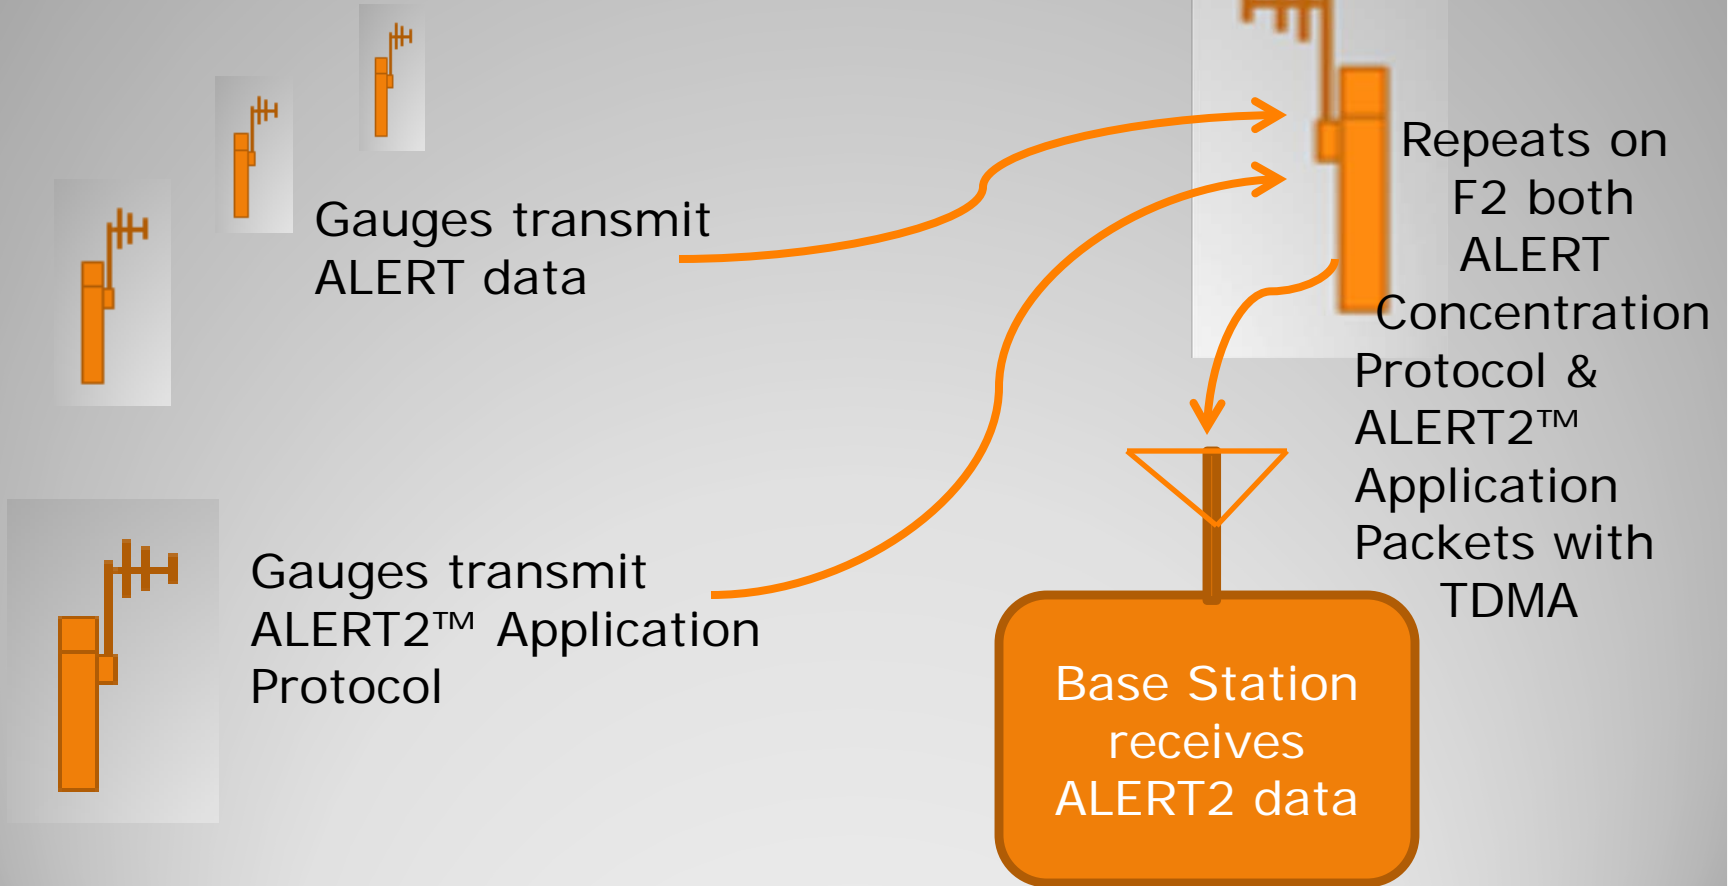 Gauges transmit
ALERT data
Repeats on
F2 both
ALERT
Concentration
Protocol &
ALERT2™
Application
Packets with
TDMA
Gauges transmit
ALERT2™ Application
Protocol
Base Station
receives
ALERT2 data